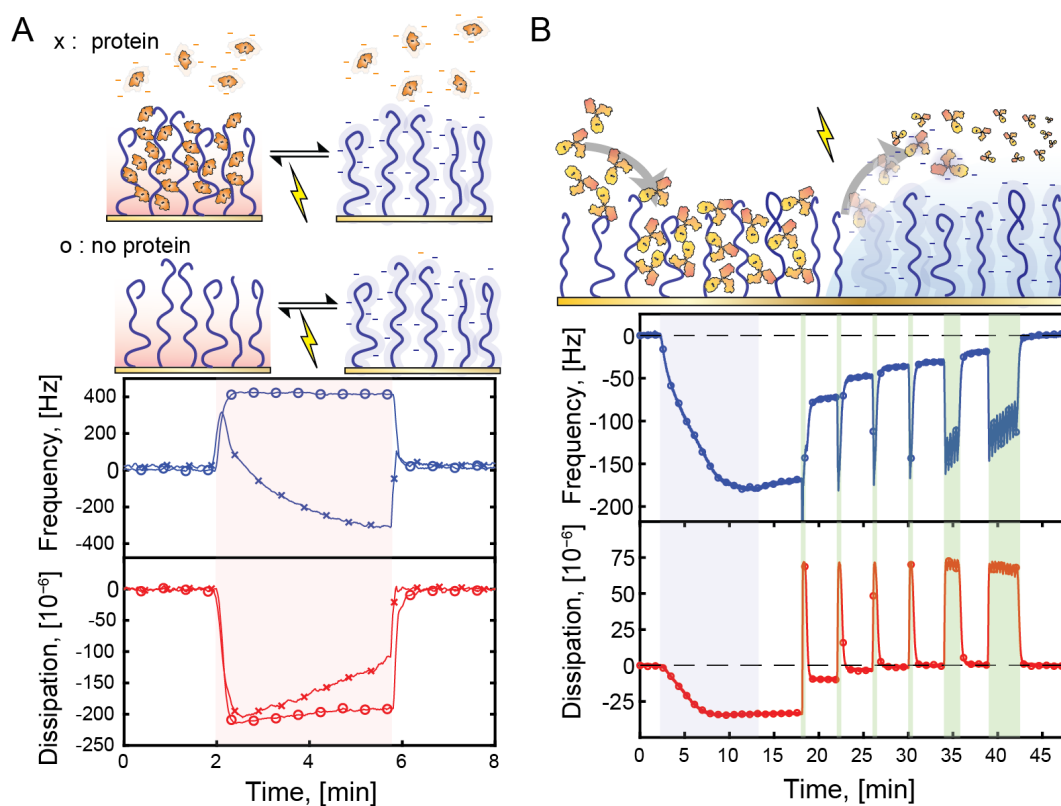 A
x : protein
o : no protein
Frequency, [Hz]
400
200
0
-200
-400
Dissipation, [10⁻⁶]
0
-50
-100
-150
-200
-250
0 2 4 6 8
Time, [min]
B
Frequency, [Hz]
0
-50
-100
-150
-200
Dissipation, [10⁻⁶]
75
50
25
0
-25
0 5 10 15 20 25 30 35 40 45
Time, [min]